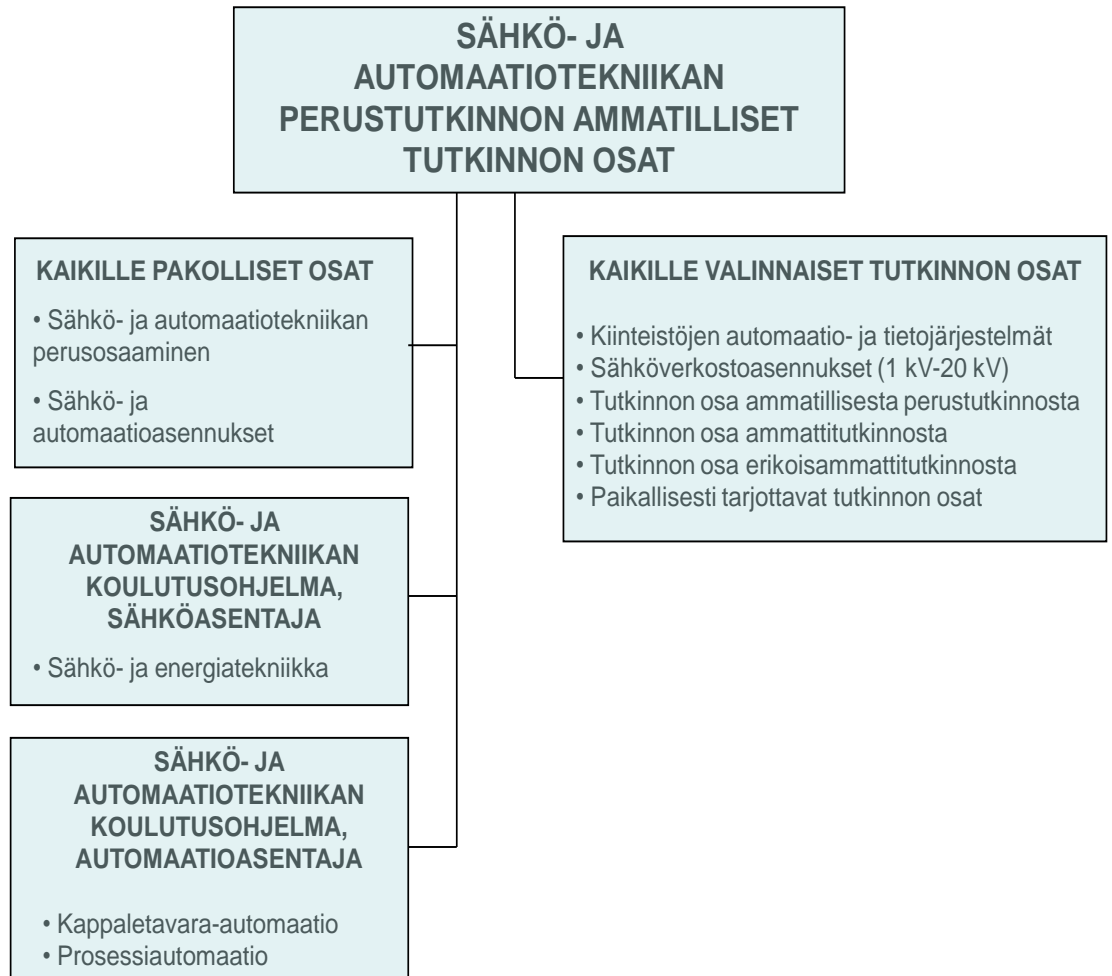 SÄHKÖ- JA
AUTOMAATIOTEKNIIKAN
PERUSTUTKINNON AMMATILLISET
TUTKINNON OSAT
KAIKILLE PAKOLLISET OSAT
• Sähkö- ja automaatiotekniikan
perusosaaminen
• Sähkö- ja
automaatioasennukset
KAIKILLE VALINNAISET TUTKINNON OSAT
• Kiinteistöjen automaatio- ja tietojärjestelmät
• Sähköverkostoasennukset (1 kV-20 kV)
• Tutkinnon osa ammatillisesta perustutkinnosta
• Tutkinnon osa ammattitutkinnosta
• Tutkinnon osa erikoisammattitutkinnosta
• Paikallisesti tarjottavat tutkinnon osat
SÄHKÖ- JA
AUTOMAATIOTEKNIIKAN
KOULUTUSOHJELMA,
SÄHKÖASENTAJA
• Sähkö- ja energiatekniikka
SÄHKÖ- JA
AUTOMAATIOTEKNIIKAN
KOULUTUSOHJELMA,
AUTOMAATIOASENTAJA
• Kappaletavara-automaatio
• Prosessiautomaatio